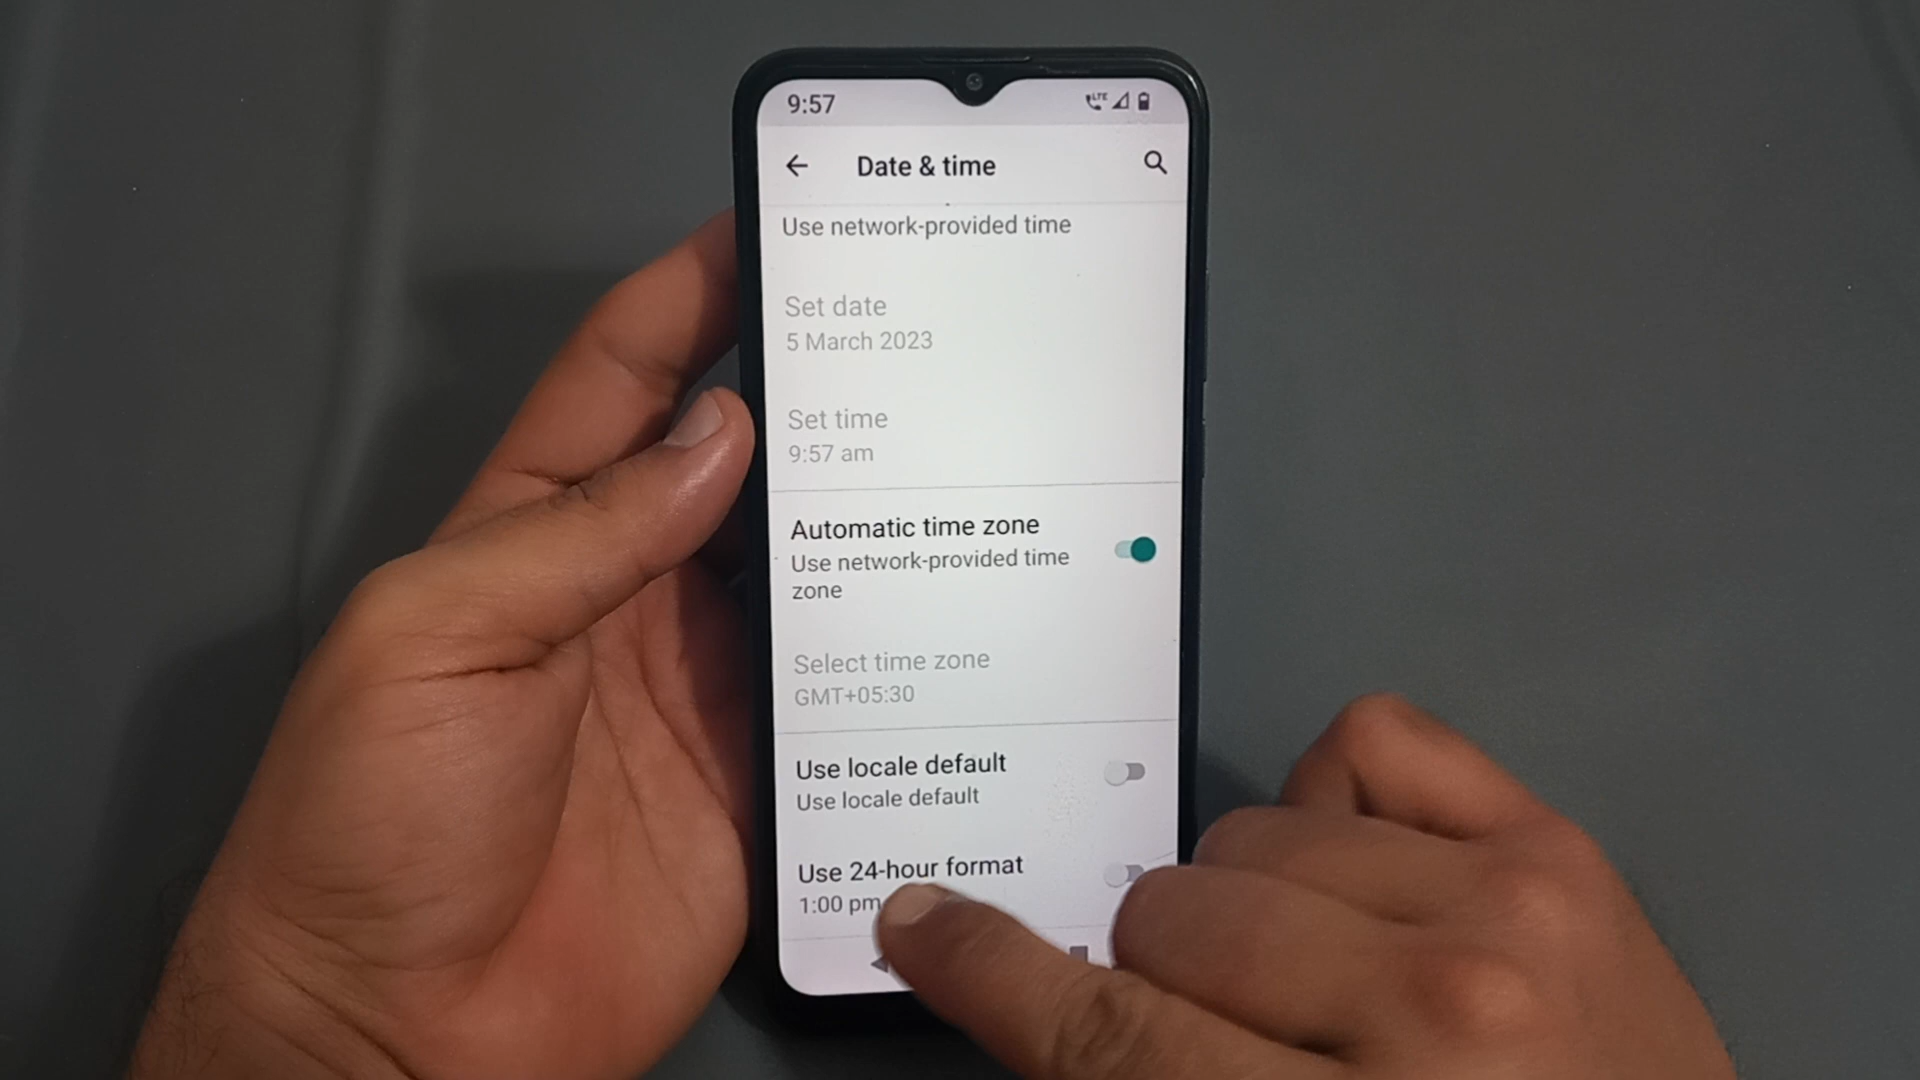 9:57
LTE
Date & time
Use network-provided time
Set date
5 March 2023
Set time
9:57 am
Automatic time zone
Use network-provided time
zone
Select time zone
GMT+05:30
Use locale default
Use locale default
Use 24-hour format
1:00 pm